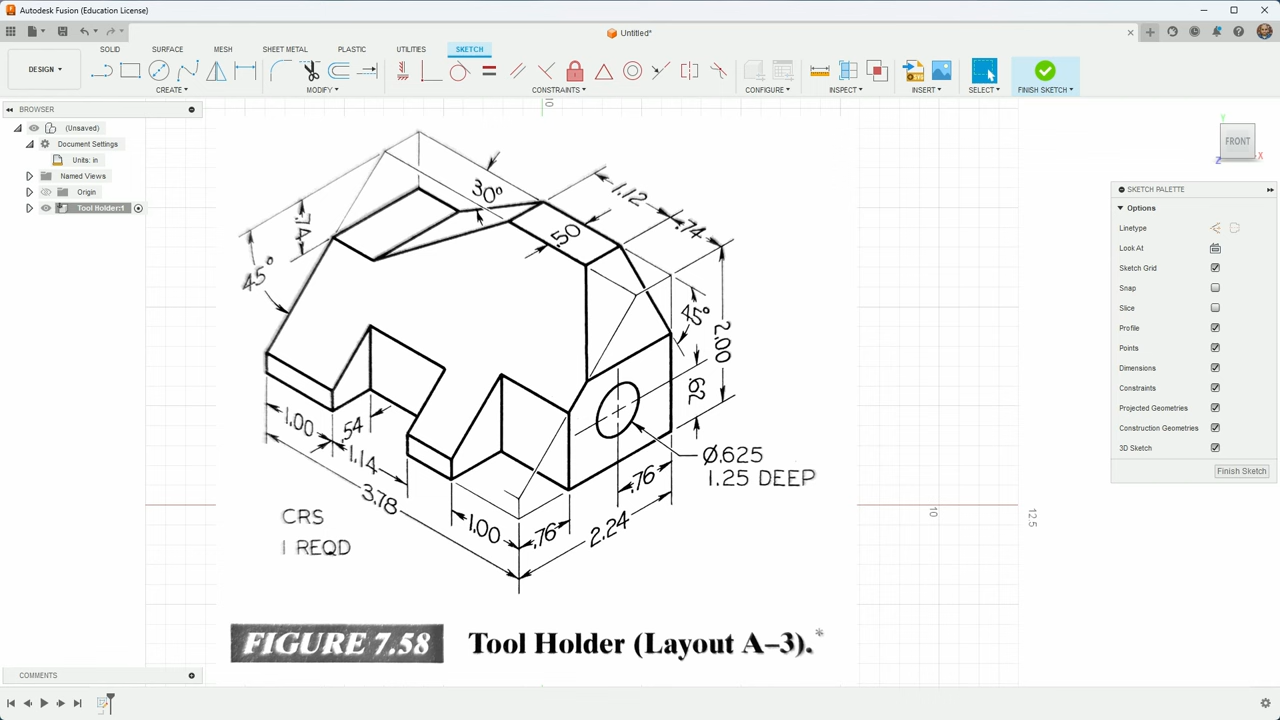 Autodesk Fusion (Education License)
Untitled*
DESIGN
SOLID SURFACE MESH SHEET METAL PLASTIC UTILITIES SKETCH
CREATE MODIFY CONSTRAINTS CONFIGURE INSPECT INSERT SELECT FINISH SKETCH
BROWSER
(Unsaved)
Document Settings
Units: in
Named Views
Origin
Tool Holder:1
10
Y
FRONT
X
Z
SKETCH PALETTE
Options
Linetype
Look At
Sketch Grid
Snap
Slice
Profile
Points
Dimensions
Constraints
Projected Geometries
Construction Geometries
3D Sketch
Finish Sketch
30°
1.12
.74
.74
.50
45°
45°
2.00
.62
1.00
.54
1.14
3.78
1.00
.76
.76
2.24
Ø.625
1.25 DEEP
10
12.5
CRS
1 REQD
FIGURE 7.58 Tool Holder (Layout A–3).*
COMMENTS